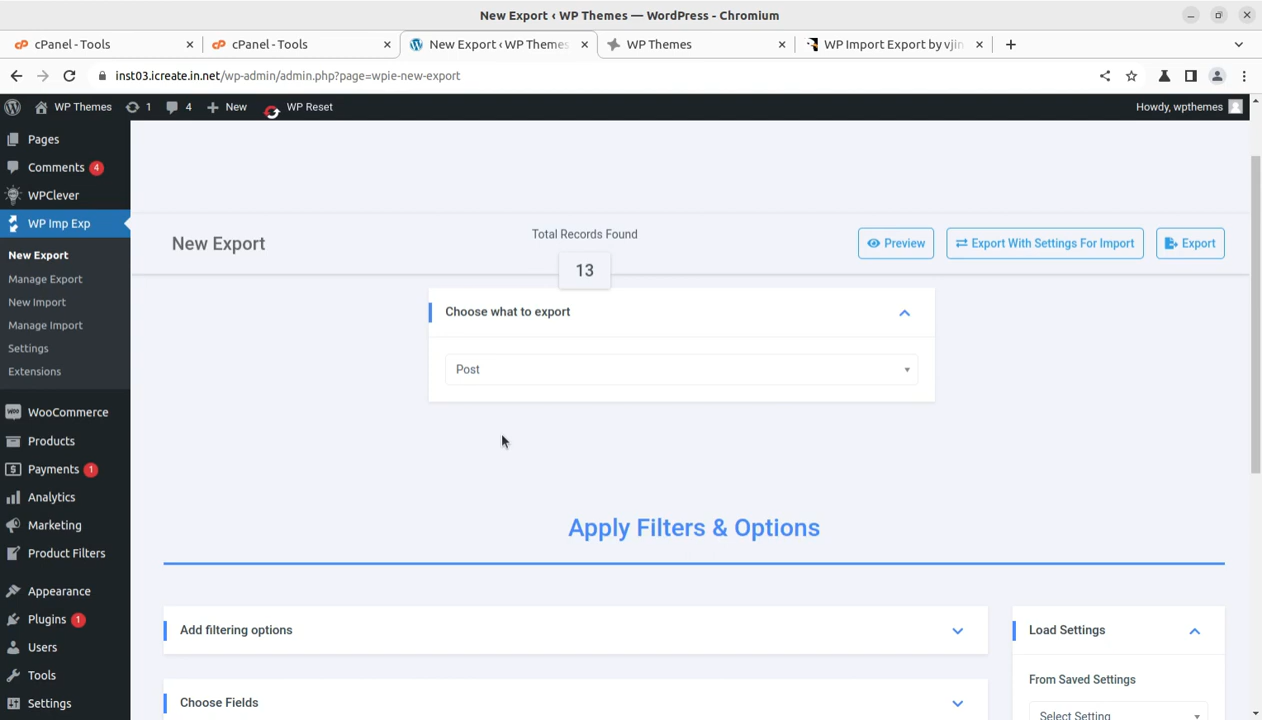 New Export ‹ WP Themes — WordPress - Chromium
cPanel - Tools
cPanel - Tools
New Export ‹ WP Themes
WP Themes
WP Import Export by vjin
inst03.icreate.in.net/wp-admin/admin.php?page=wpie-new-export
WP Themes
1
4
New
WP Reset
Howdy, wpthemes
Pages
Comments 4
WPClever
WP Imp Exp
New Export
Manage Export
New Import
Manage Import
Settings
Extensions
WooCommerce
Products
Payments 1
Analytics
Marketing
Product Filters
Appearance
Plugins 1
Users
Tools
Settings
New Export
Total Records Found
13
Preview
Export With Settings For Import
Export
Choose what to export
Post
Apply Filters & Options
Add filtering options
Choose Fields
Load Settings
From Saved Settings
Select Setting